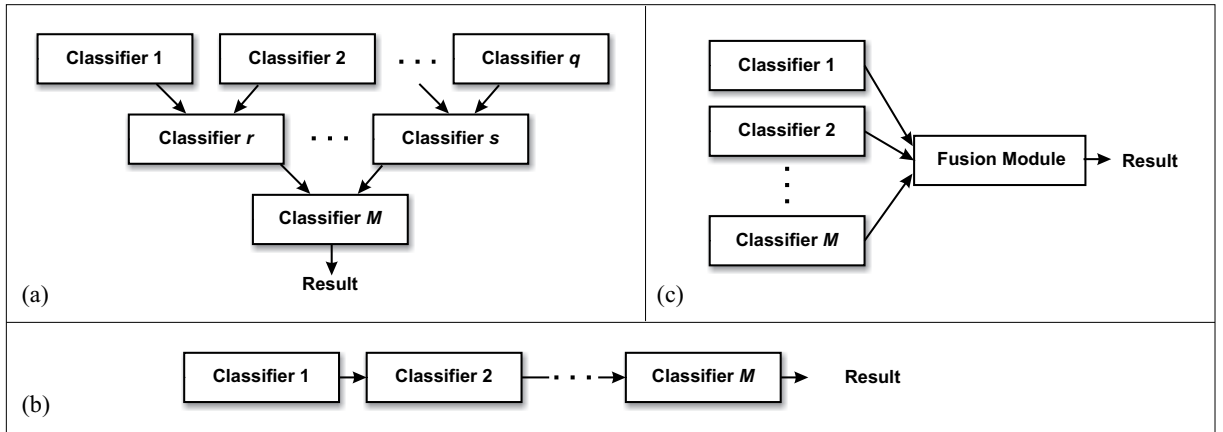 Classifier 1 Classifier 2 . . . Classifier q
Classifier r . . . Classifier s
Classifier M
Result
(a)
Classifier 1
Classifier 2
. . .
Classifier M
Fusion Module
Result
(c)
Classifier 1 Classifier 2 . . . Classifier M Result
(b)